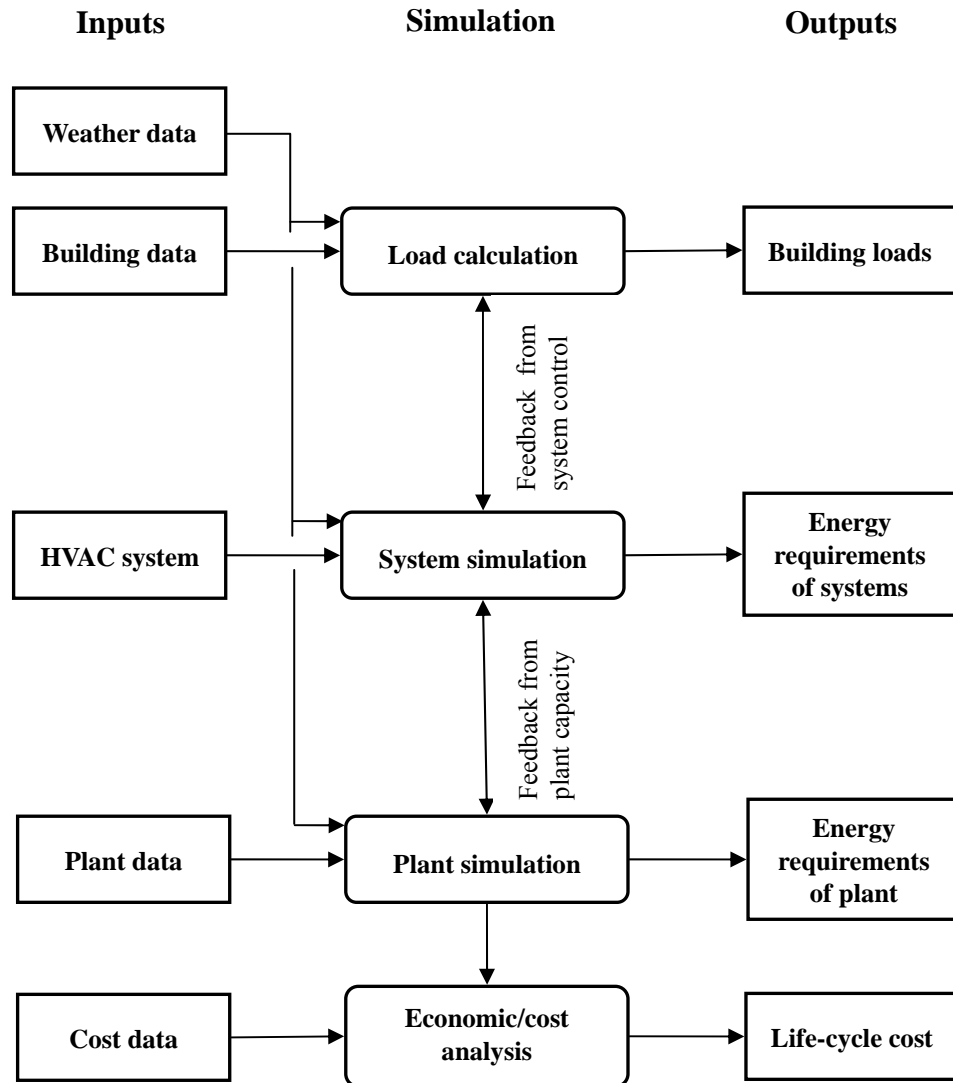 Inputs
Simulation
Outputs
Weather data
Building data
Load calculation
Building loads
Feedback from
system control
HVAC system
System simulation
Energy
requirements
of systems
Feedback from
plant capacity
Plant data
Plant simulation
Energy
requirements
of plant
Cost data
Economic/cost
analysis
Life-cycle cost